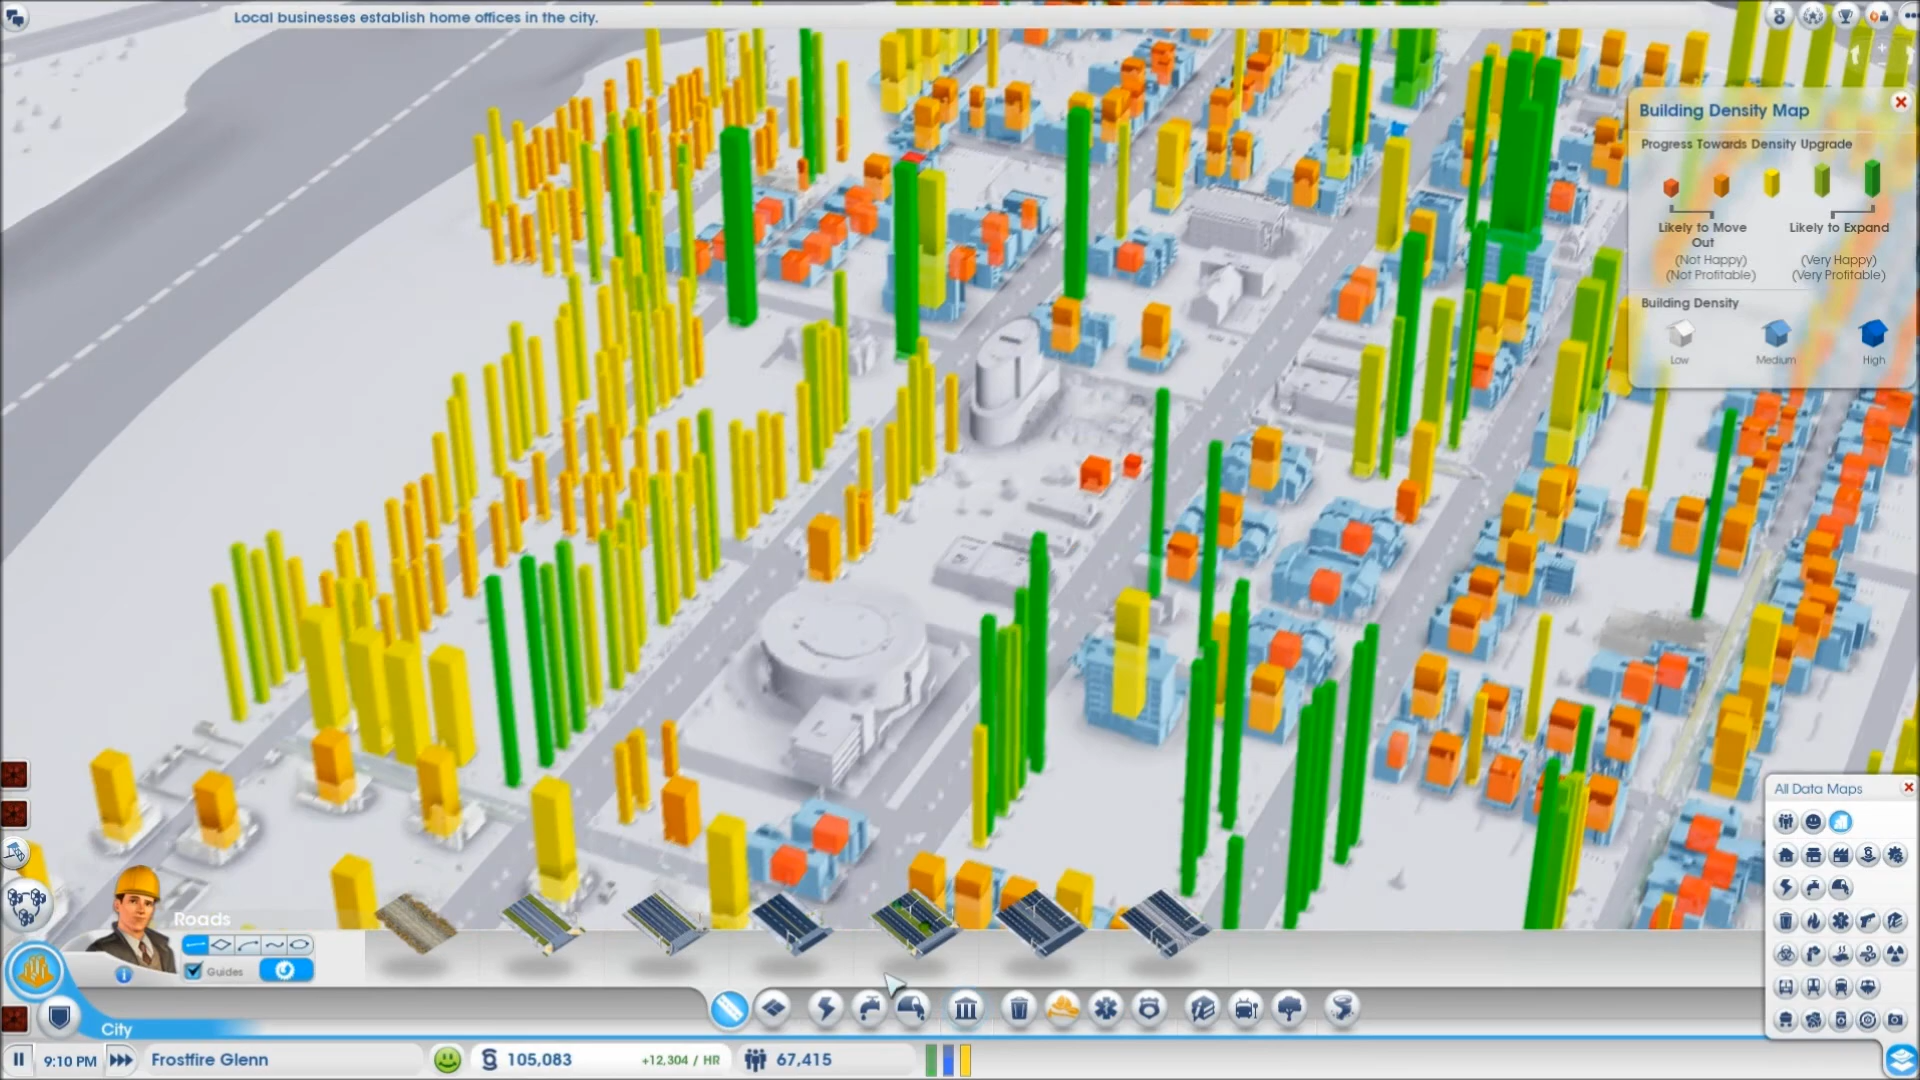 Local businesses establish home offices in the city.
Building Density Map
Progress Towards Density Upgrade
Likely to Move Out
(Not Happy)
(Not Profitable)
Likely to Expand
(Very Happy)
(Very Profitable)
Building Density
Low
Medium
High
All Data Maps
Roads
Guides
City
9:10 PM
Frostfire Glenn
105,083
+12,304 / HR
67,415